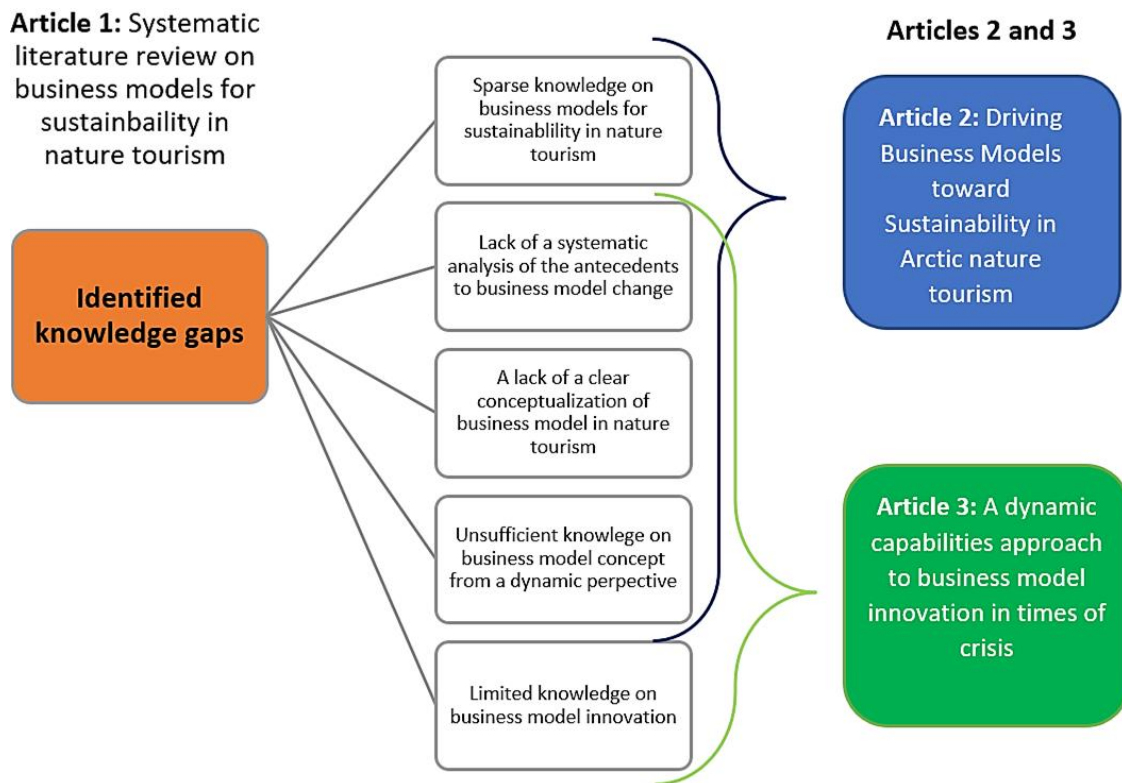 Article 1: Systematic
literature review on
business models for
sustainbaility in
nature tourism
Identified
knowledge gaps
Sparse knowledge on
business models for
sustainablility in nature
tourism
Lack of a systematic
analysis of the antecedents
to business model change
A lack of a clear
conceptualization of
business model in nature
tourism
Unsufficient knowlege on
business model concept
from a dynamic perpective
Limited knowledge on
business model innovation
Articles 2 and 3
Article 2: Driving
Business Models
toward
Sustainability in
Arctic nature
tourism
Article 3: A dynamic
capabilities approach
to business model
innovation in times of
crisis